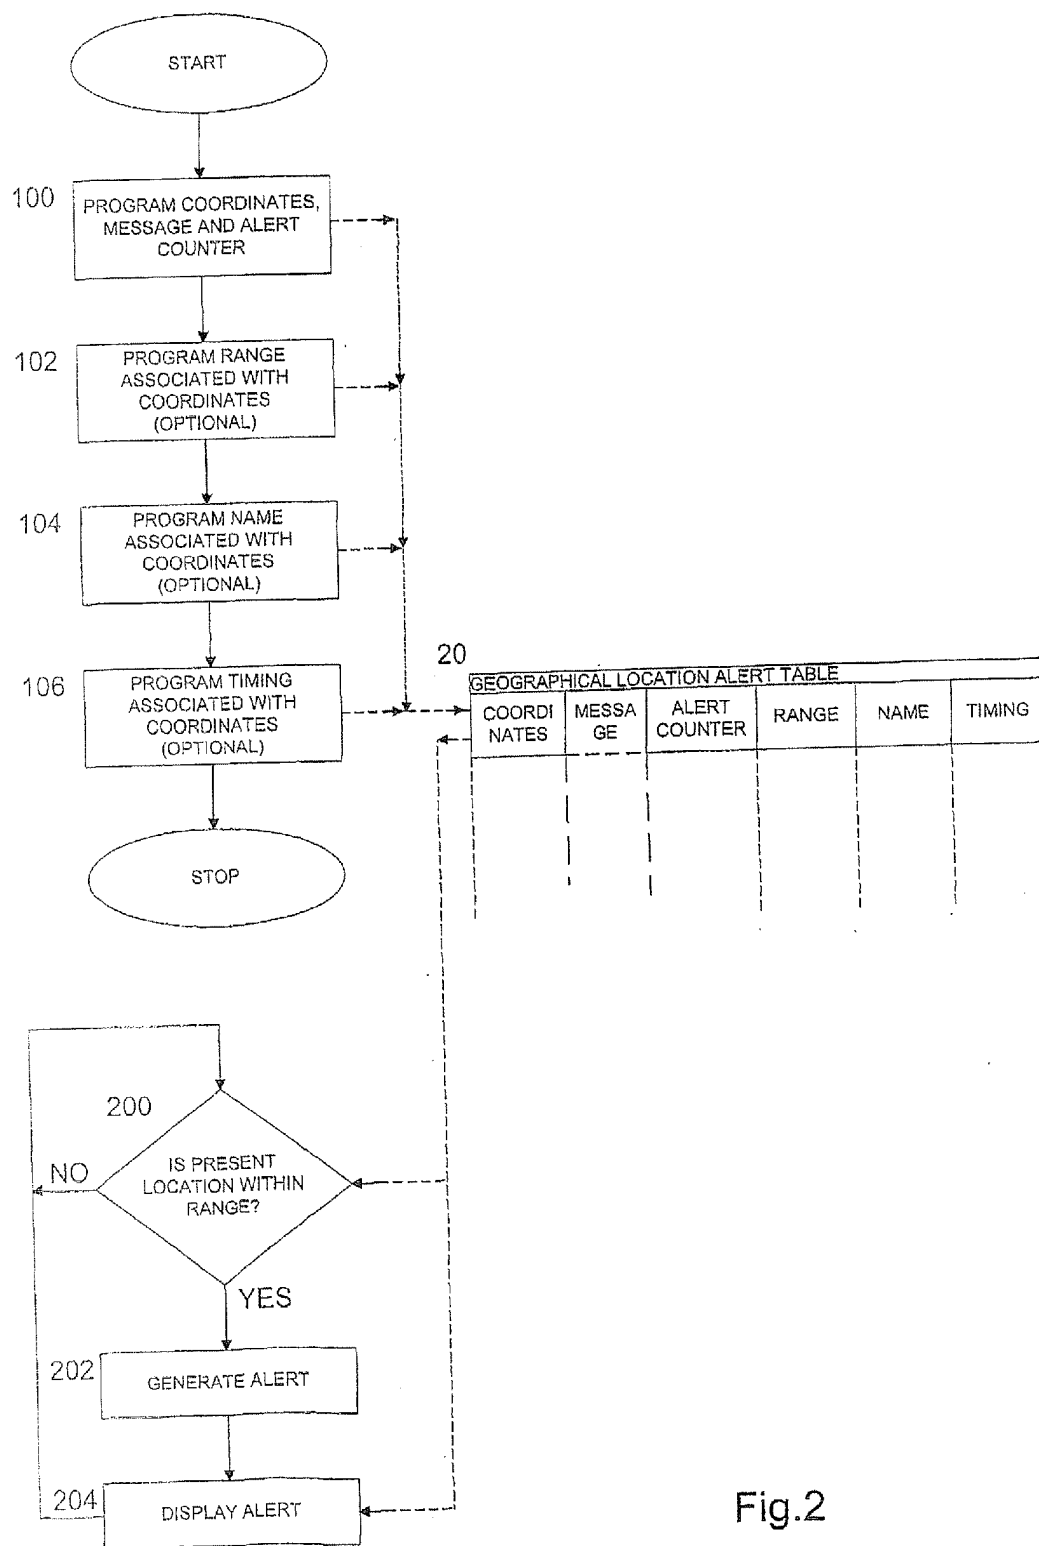 START
100
PROGRAM COORDINATES,
MESSAGE AND ALERT
COUNTER
102
PROGRAM RANGE
ASSOCIATED WITH
COORDINATES
(OPTIONAL)
104
PROGRAM NAME
ASSOCIATED WITH
COORDINATES
(OPTIONAL)
106
PROGRAM TIMING
ASSOCIATED WITH
COORDINATES
(OPTIONAL)
STOP
20
GEOGRAPHICAL LOCATION ALERT TABLE
COORDI
NATES
MESSA
GE
ALERT
COUNTER
RANGE
NAME
TIMING
200
IS PRESENT
LOCATION WITHIN
RANGE?
NO
YES
202
GENERATE ALERT
204
DISPLAY ALERT
Fig.2